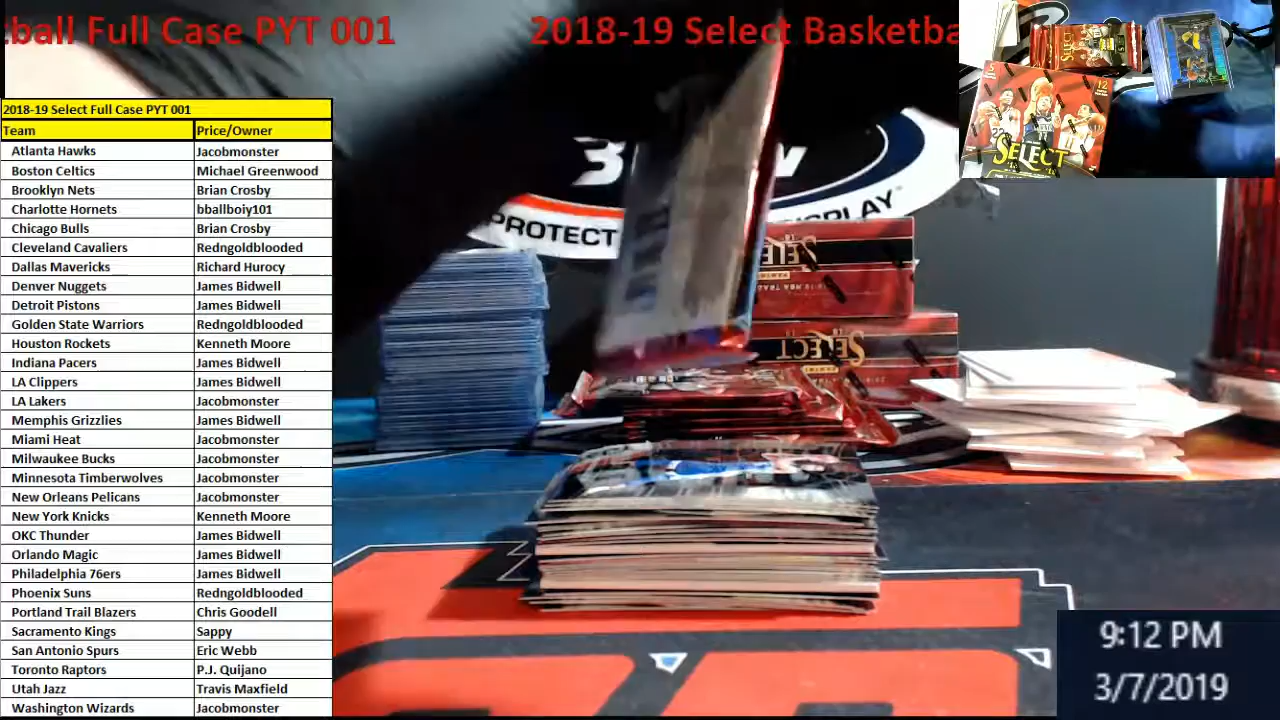 ball Full Case PYT 001 2018-19 Select Basketba
2018-19 Select Full Case PYT 001
Team Price/Owner
Atlanta Hawks Jacobmonster
Boston Celtics Michael Greenwood
Brooklyn Nets Brian Crosby
Charlotte Hornets bballboiy101
Chicago Bulls Brian Crosby
Cleveland Cavaliers Redngoldblooded
Dallas Mavericks Richard Hurocy
Denver Nuggets James Bidwell
Detroit Pistons James Bidwell
Golden State Warriors Redngoldblooded
Houston Rockets Kenneth Moore
Indiana Pacers James Bidwell
LA Clippers James Bidwell
LA Lakers Jacobmonster
Memphis Grizzlies James Bidwell
Miami Heat Jacobmonster
Milwaukee Bucks Jacobmonster
Minnesota Timberwolves Jacobmonster
New Orleans Pelicans Jacobmonster
New York Knicks Kenneth Moore
OKC Thunder James Bidwell
Orlando Magic James Bidwell
Philadelphia 76ers James Bidwell
Phoenix Suns Redngoldblooded
Portland Trail Blazers Chris Goodell
Sacramento Kings Sappy
San Antonio Spurs Eric Webb
Toronto Raptors P.J. Quijano
Utah Jazz Travis Maxfield
Washington Wizards Jacobmonster
PROTECT
PLAY
SELECT
SELECT
SELECT
SELECT
12
9:12 PM
3/7/2019